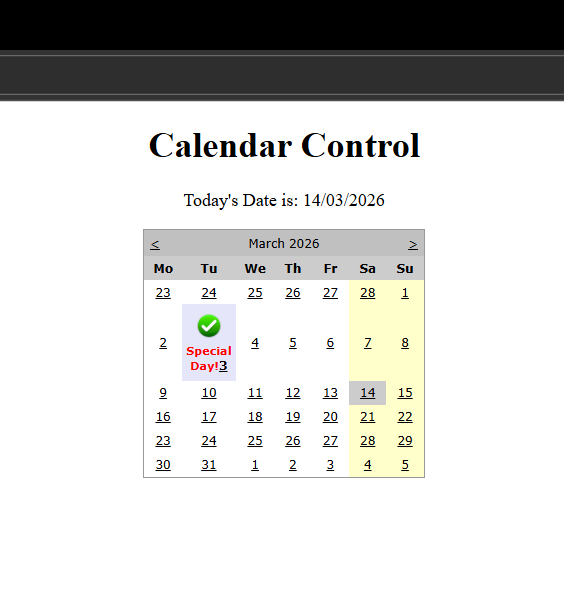 Calendar Control
Today's Date is: 14/03/2026
< March 2026 >
Mo Tu We Th Fr Sa Su
23 24 25 26 27 28 1
2 Special Day!3 4 5 6 7 8
9 10 11 12 13 14 15
16 17 18 19 20 21 22
23 24 25 26 27 28 29
30 31 1 2 3 4 5